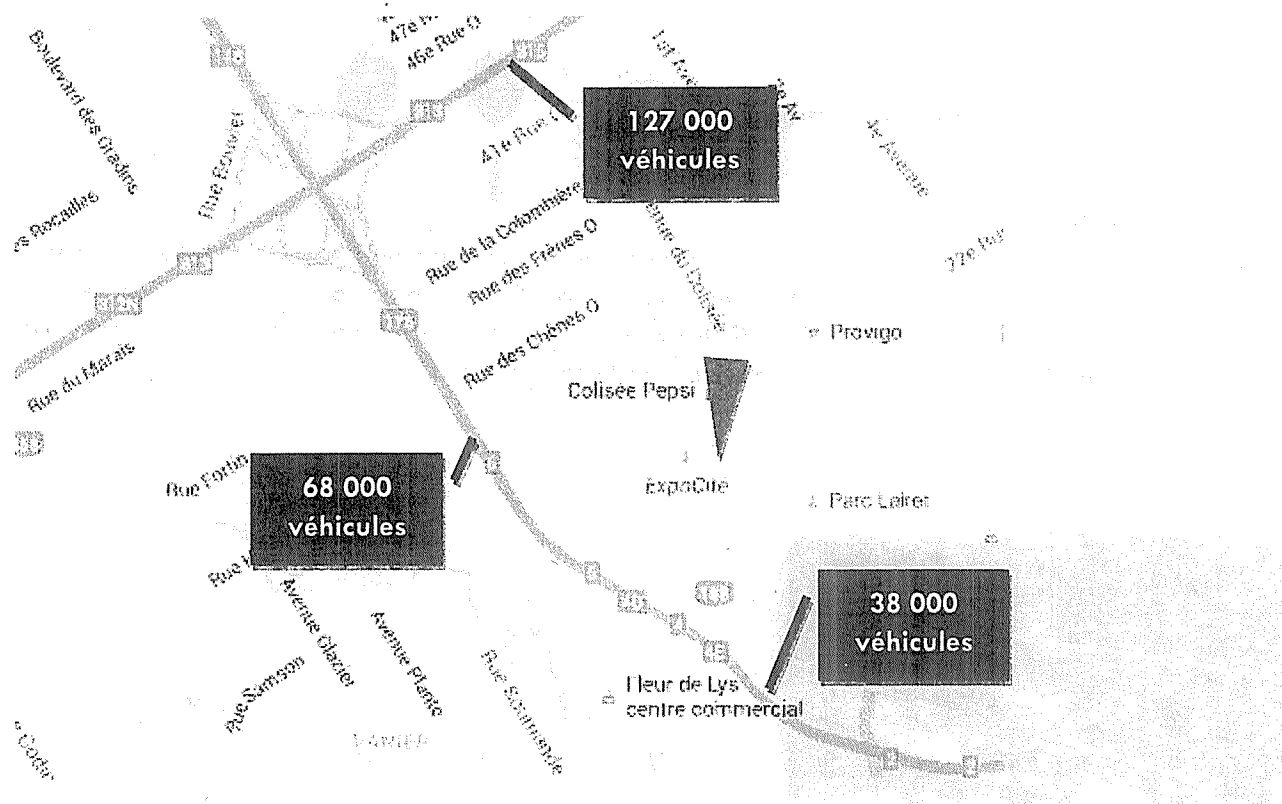 46e Rue O
127 000
véhicules
Boulevard des Gradins
Rue Bouvier
41e Rue
Rue de la Colombière
Rue des Frênes O
Rue des Chênes O
Rue du Marais
Provigo
Colisée Pepsi
ExpoCité
Parc Lairet
Rue Fortin
68 000
véhicules
38 000
véhicules
Avenue Glazier
Avenue Plante
Rue Samson
Rue Soumande
Fleur de Lys
centre commercial
VANIER